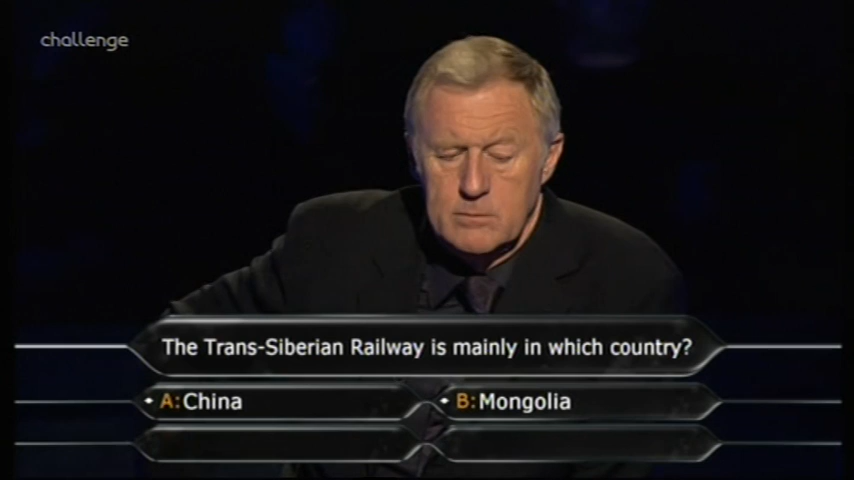 challenge
The Trans-Siberian Railway is mainly in which country?
A: China
B: Mongolia